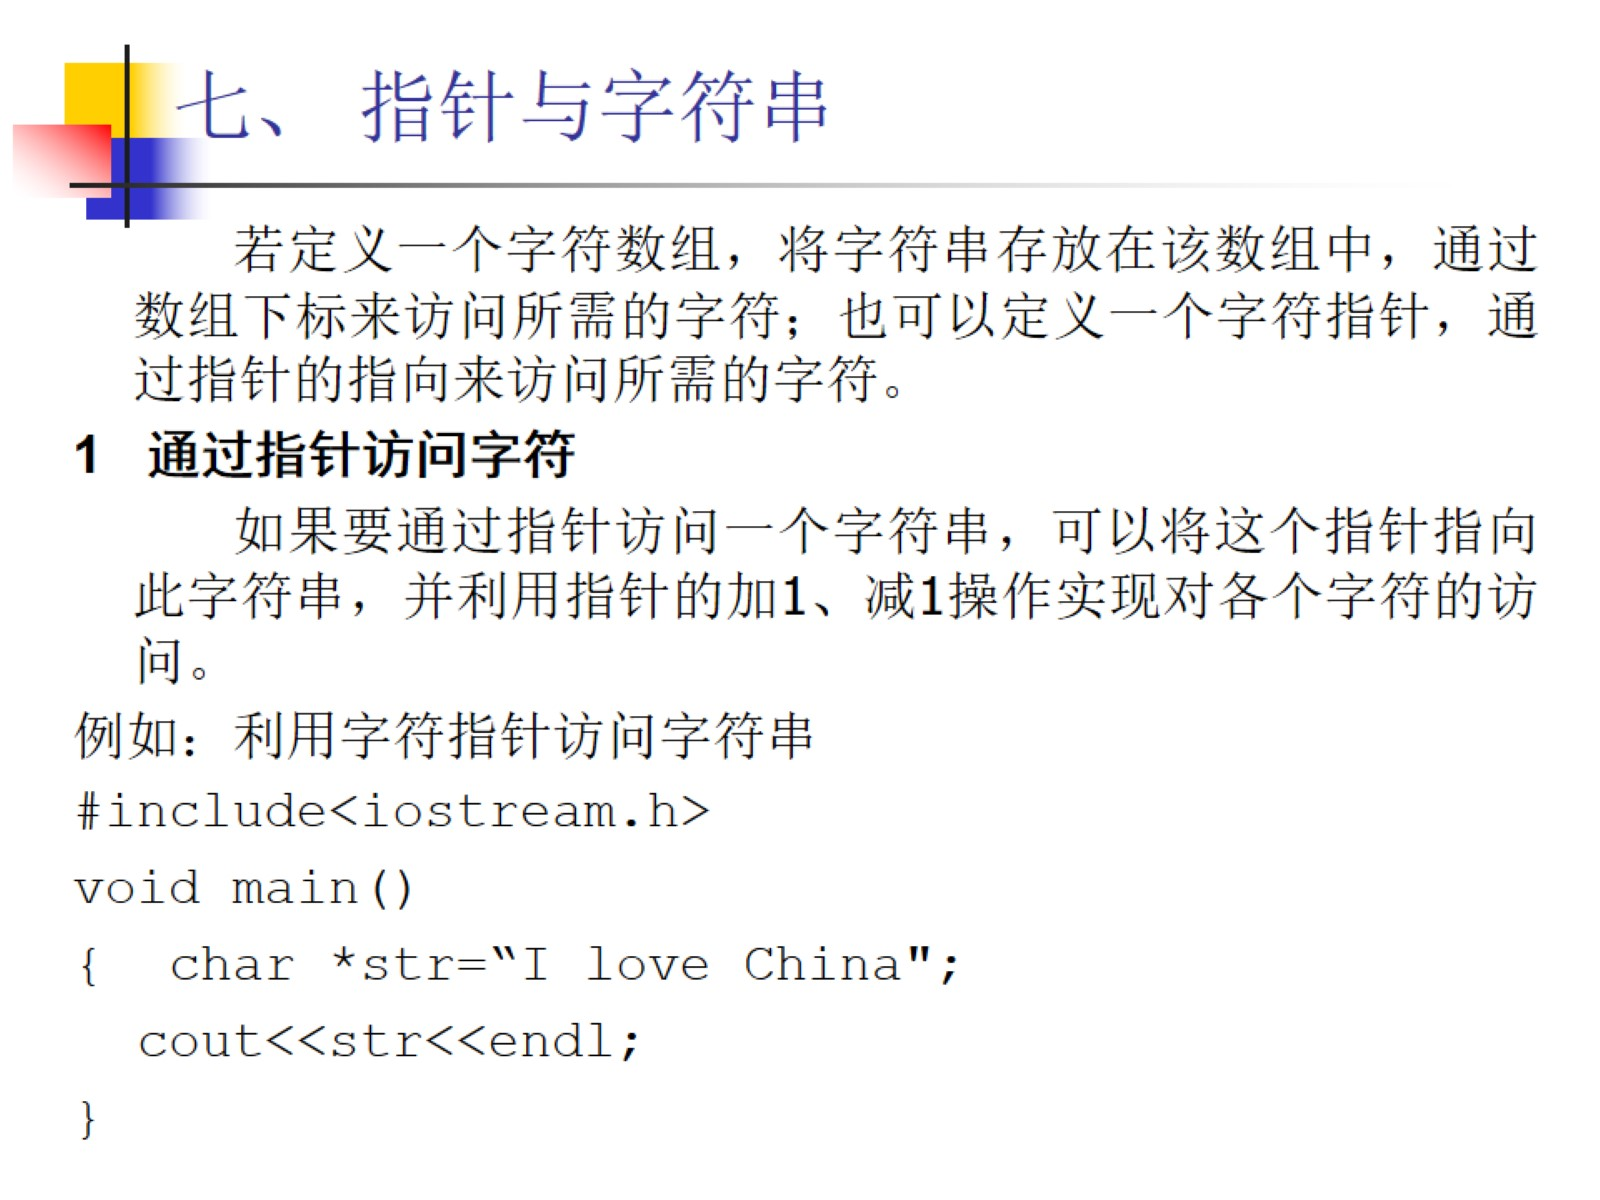 七、 指针与字符串
若定义一个字符数组，将字符串存放在该数组中，通过
数组下标来访问所需的字符；也可以定义一个字符指针，通
过指针的指向来访问所需的字符。
1 通过指针访问字符
如果要通过指针访问一个字符串，可以将这个指针指向
此字符串，并利用指针的加1、减1操作实现对各个字符的访
问。
例如：利用字符指针访问字符串
#include<iostream.h>
void main()
{  char *str=“I love China";
cout<<str<<endl;
}